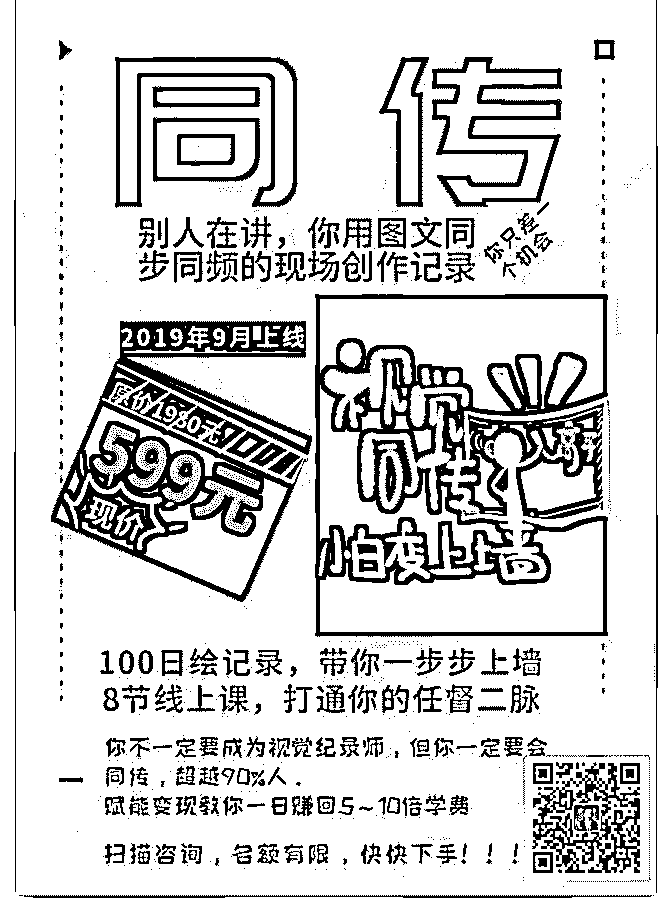 同 传
别人在讲，你用图文同
步同频的现场创作记录
你只差一
个机会
2019年9月上线
原价1980元
599元
现价
视觉
同传
小白变上墙
100日绘记录，带你一步步上墙
8节线上课，打通你的任督二脉
你不一定要成为视觉纪录师，但你一定要会
同传，超越90%人.
赋能变现教你一日赚回5~10倍学费
扫描咨询，名额有限，快快下手！！！